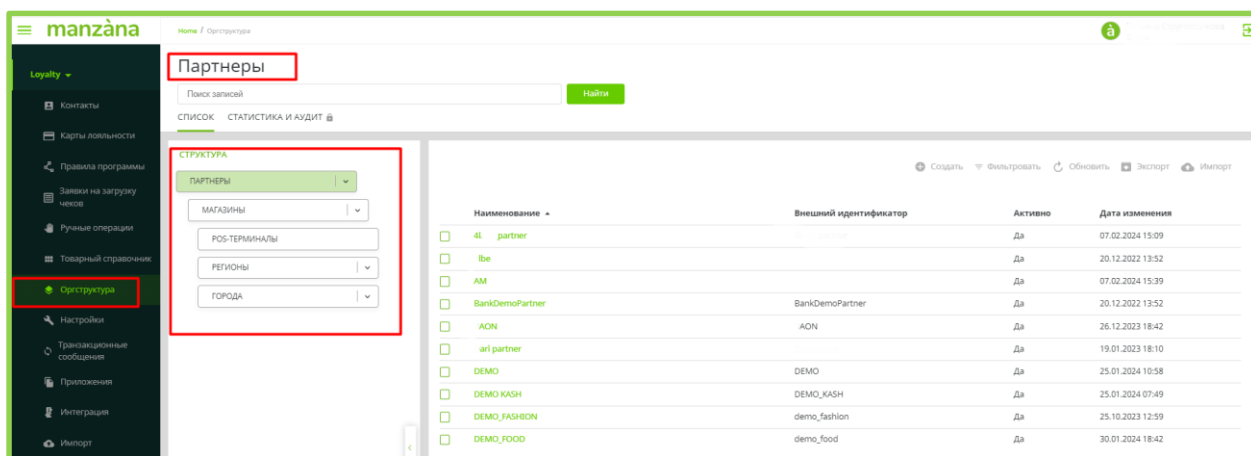 manzàna
Home / Оргструктура
à
Loyalty
Контакты
Карты лояльности
Правила программы
Заявки на загрузку
чеков
Ручные операции
Товарный справочник
Оргструктура
Настройки
Транзакционные
сообщения
Приложения
Интеграция
Импорт
Партнеры
Поиск записей Найти
СПИСОК СТАТИСТИКА И АУДИТ
СТРУКТУРА
ПАРТНЕРЫ
МАГАЗИНЫ
POS-ТЕРМИНАЛЫ
РЕГИОНЫ
ГОРОДА
Создать Фильтровать Обновить Экспорт Импорт
Наименование Внешний идентификатор Активно Дата изменения
4l. partner Да 07.02.2024 15:09
lbe Да 20.12.2022 13:52
AM Да 07.02.2024 15:39
BankDemoPartner BankDemoPartner Да 20.12.2022 13:52
AON AON Да 26.12.2023 18:42
ari partner Да 19.01.2023 18:10
DEMO DEMO Да 25.01.2024 10:58
DEMO KASH DEMO_KASH Да 25.01.2024 07:49
DEMO_FASHION demo_fashion Да 25.10.2023 12:59
DEMO_FOOD demo_food Да 30.01.2024 18:42